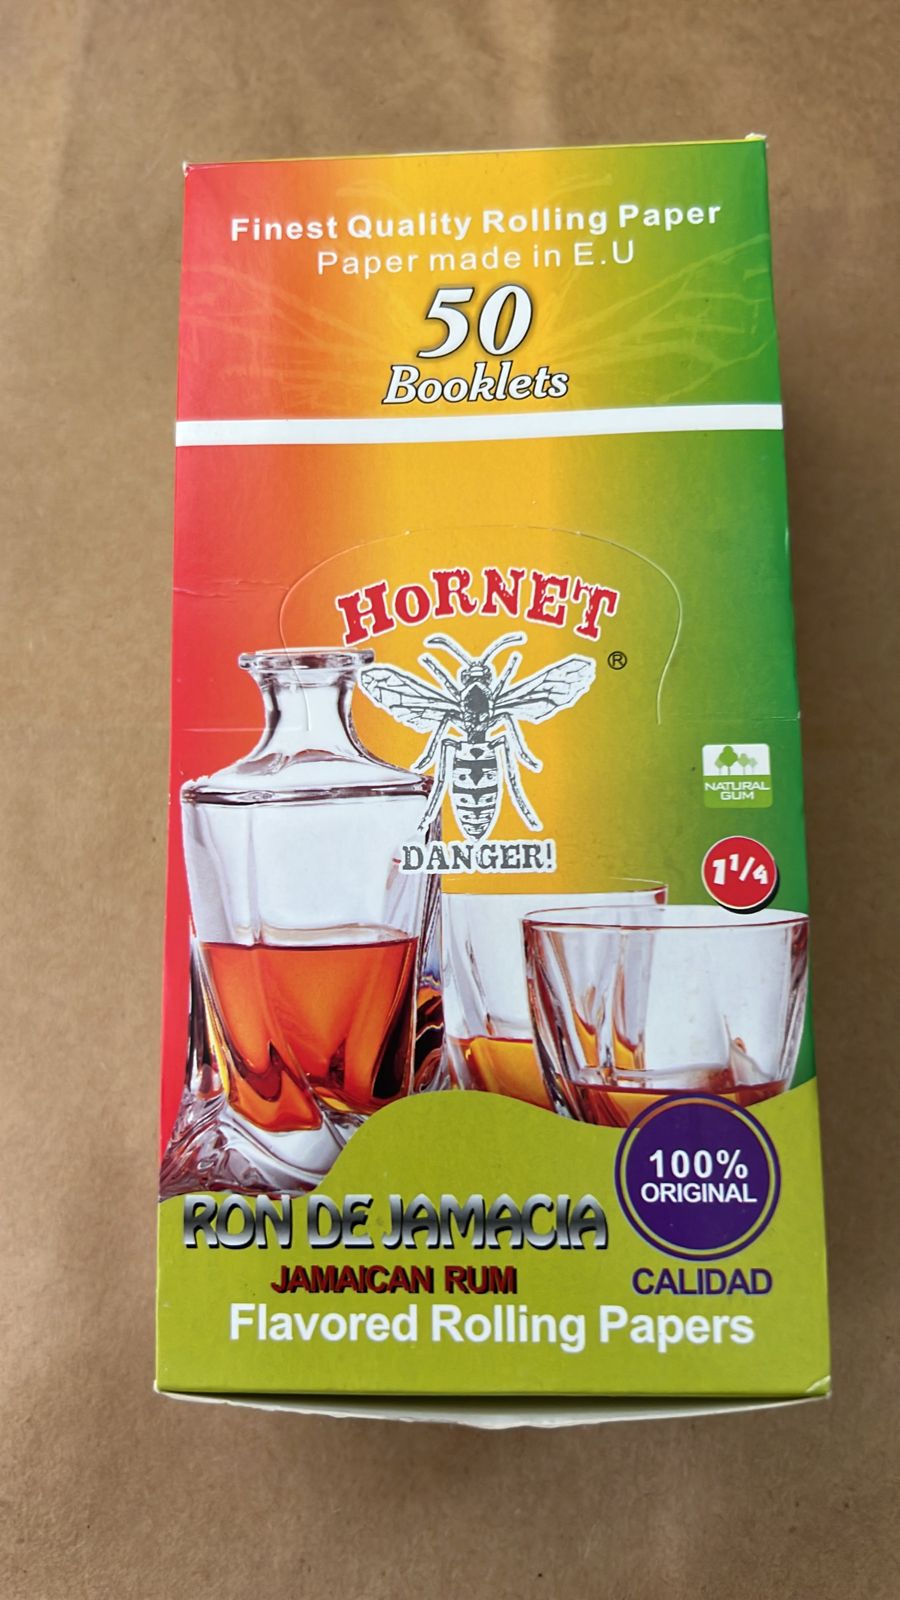 Finest Quality Rolling Paper
Paper made in E.U
50
Booklets
HoRNET
®
DANGER!
NATURAL
GUM
1 1/4
100%
ORIGINAL
RON DE JAMACIA
JAMAICAN RUM
CALIDAD
Flavored Rolling Papers